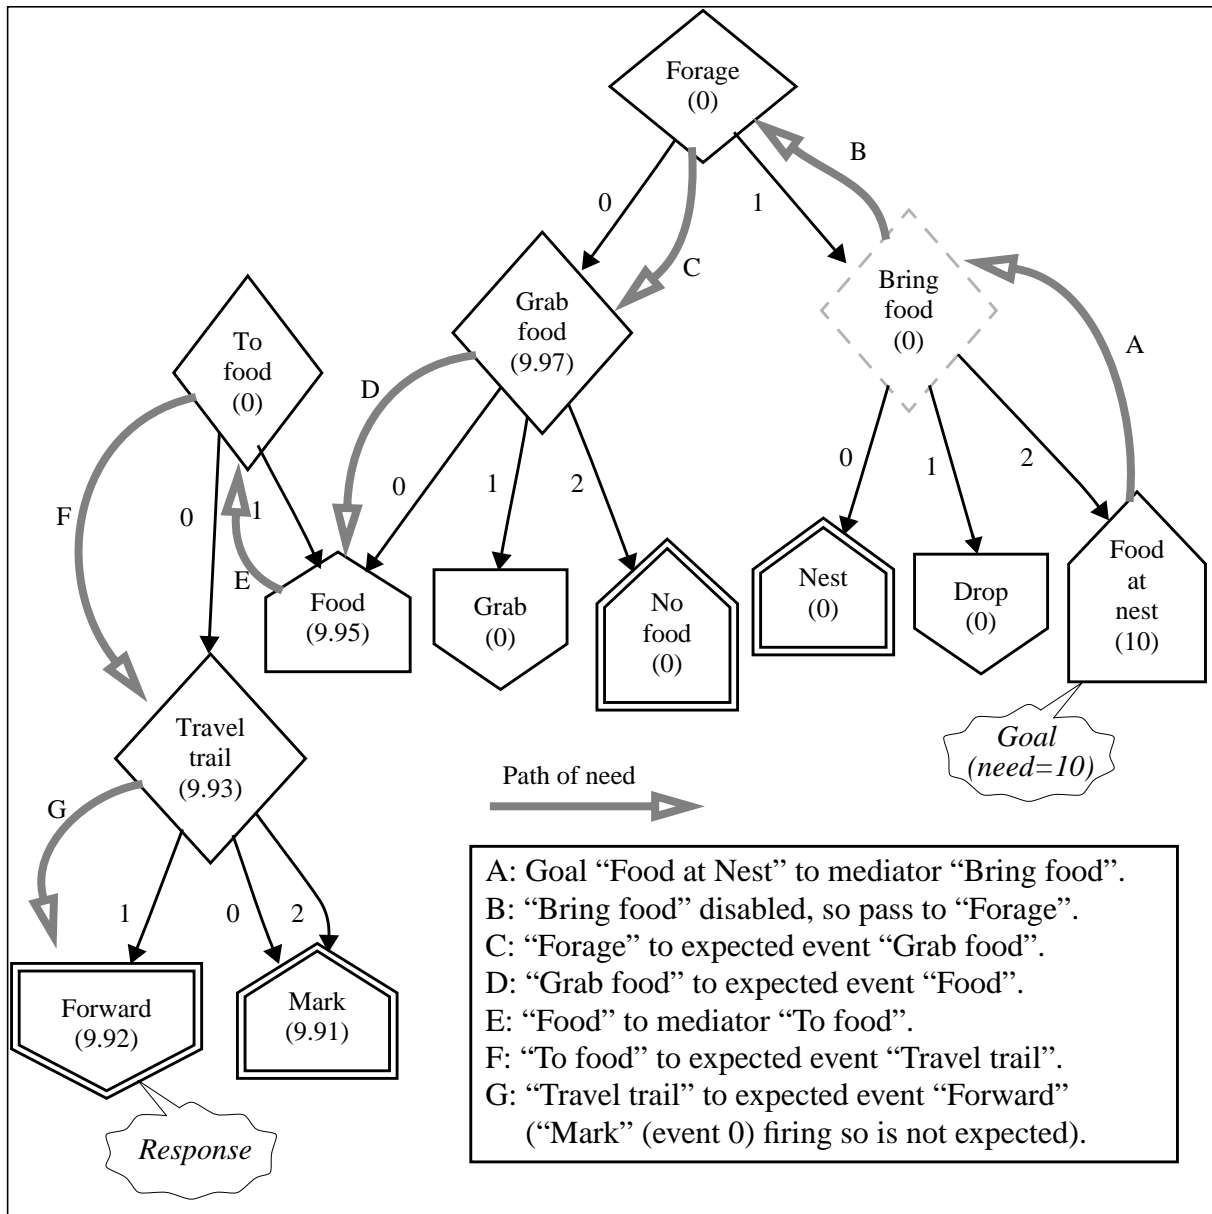 Forage
(0)
B
0
1
C
Bring
food
(0)
Grab
food
(9.97)
To
food
(0)
A
D
F
0
1
0
1
2
0
1
2
E
Food
(9.95)
Grab
(0)
No
food
(0)
Nest
(0)
Drop
(0)
Food
at
nest
(10)
Travel
trail
(9.93)
Goal
(need=10)
Path of need
G
1
0
2
Forward
(9.92)
Mark
(9.91)
Response
A: Goal “Food at Nest” to mediator “Bring food”.
B: “Bring food” disabled, so pass to “Forage”.
C: “Forage” to expected event “Grab food”.
D: “Grab food” to expected event “Food”.
E: “Food” to mediator “To food”.
F: “To food” to expected event “Travel trail”.
G: “Travel trail” to expected event “Forward”
(“Mark” (event 0) firing so is not expected).